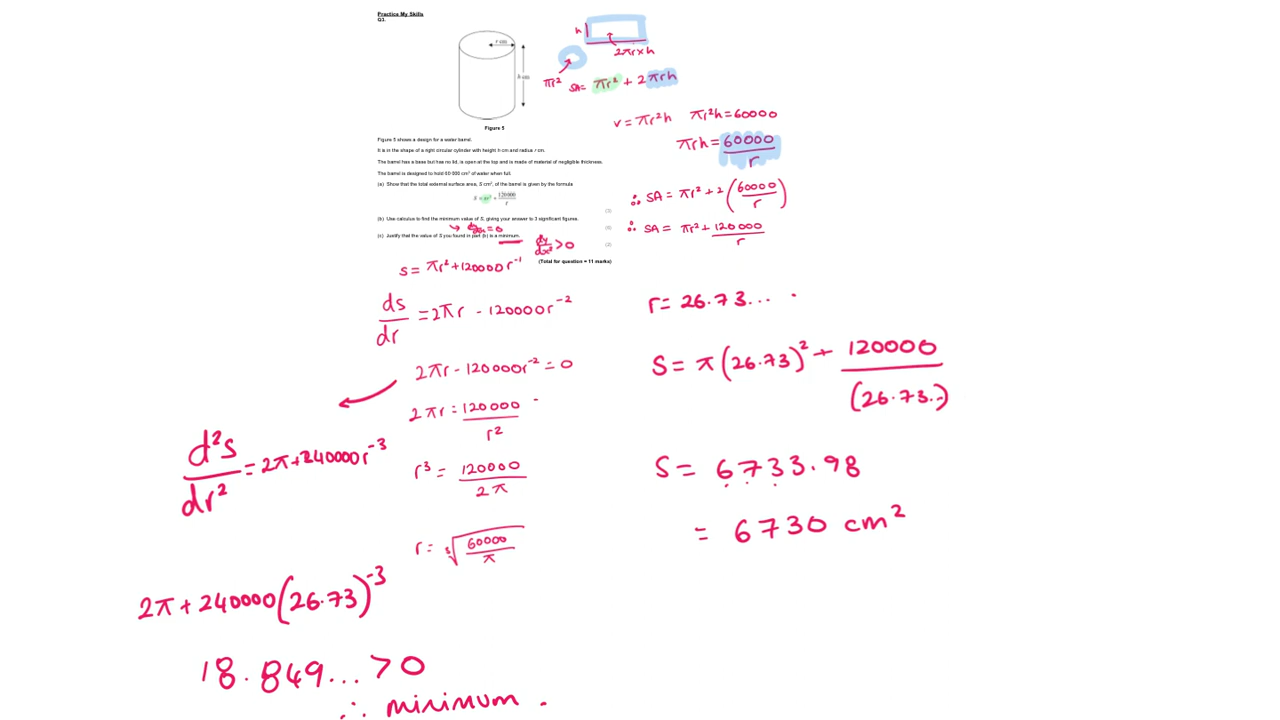 Practice My Skills
Q3.
r cm
h cm
Figure 5
h
2πr×h
πr²
SA= πr² + 2πrh
V = πr²h πr²h=60000
πrh = 60000/r
∴ SA = πr² + 2(60000/r)
∴ SA = πr² + 120000/r
Figure 5 shows a design for a water barrel.
It is in the shape of a right circular cylinder with height h cm and radius r cm.
The barrel has a base but has no lid, is open at the top and is made of material of negligible thickness.
The barrel is designed to hold 60 000 cm³ of water when full.
(a) Show that the total external surface area, S cm², of the barrel is given by the formula
S = πr² + 120000/r
(3)
(b) Use calculus to find the minimum value of S, giving your answer to 3 significant figures.
(6)
(c) Justify that the value of S you found in part (b) is a minimum.
(2)
(Total for question = 11 marks)
S = πr² + 120000r⁻¹
ds/dr = 2πr - 120000r⁻²
2πr - 120000r⁻² = 0
2πr = 120000/r²
r³ = 120000/2π
r = ∛(60000/π)
r = 26.73...
S = π(26.73)² + 120000/(26.73..)
S = 6733.98
= 6730 cm²
d²s/dr² = 2π+240000r⁻³
2π + 240000(26.73)⁻³
18.849... > 0
∴ minimum.